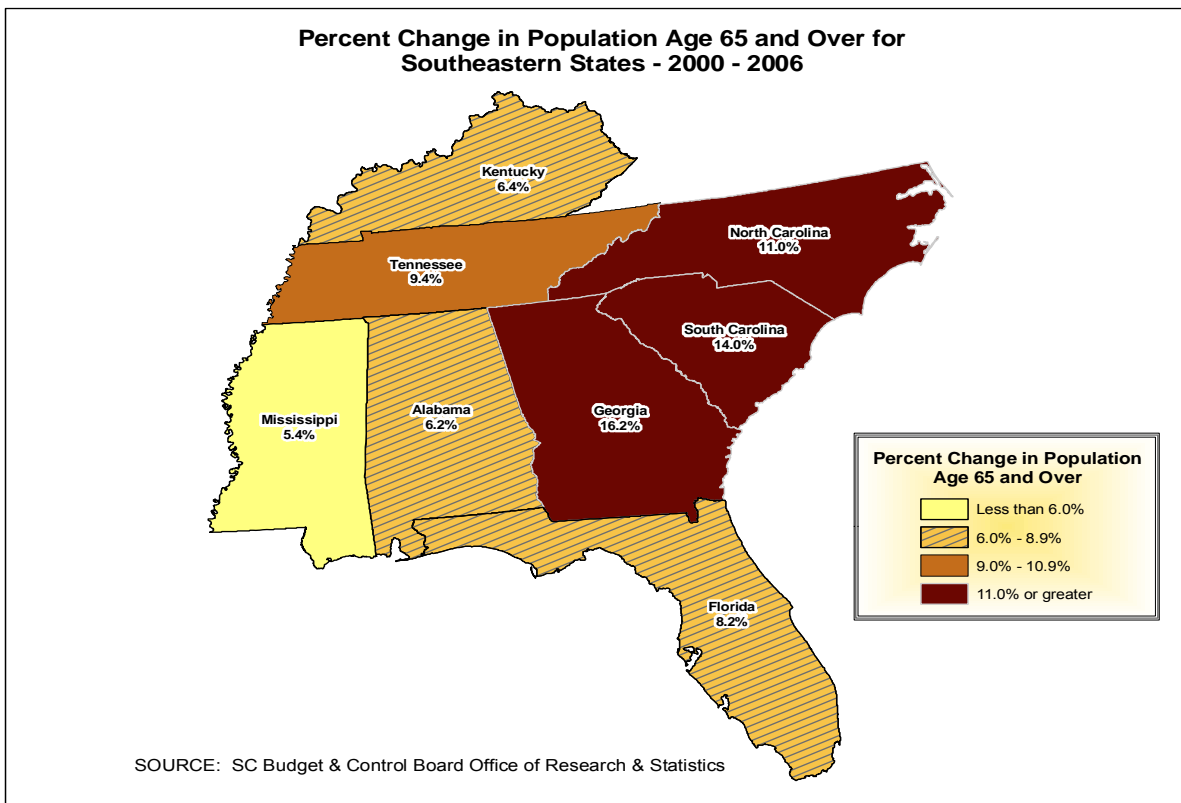 Percent Change in Population Age 65 and Over for
Southeastern States - 2000 - 2006
Kentucky
6.4%
North Carolina
11.0%
Tennessee
9.4%
South Carolina
14.0%
Mississippi
5.4%
Alabama
6.2%
Georgia
16.2%
Florida
8.2%
Percent Change in Population
Age 65 and Over
Less than 6.0%
6.0% - 8.9%
9.0% - 10.9%
11.0% or greater
SOURCE: SC Budget & Control Board Office of Research & Statistics